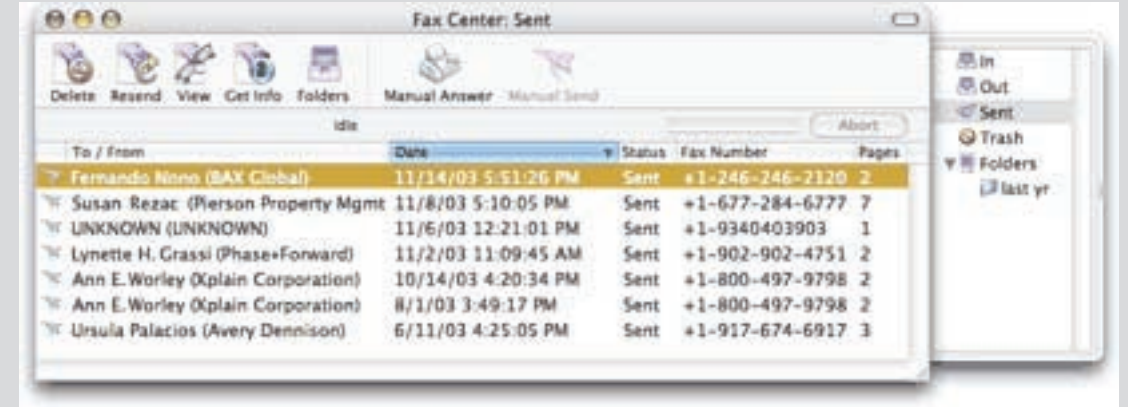 Fax Center: Sent
Delete Resend View Get Info Folders Manual Answer Manual Send
Idle Abort
To / From Date Status Fax Number Pages
Fernando Nono (BAX Global) 11/14/03 5:51:26 PM Sent +1-246-246-2120 2
Susan Rezac (Pierson Property Mgmt 11/8/03 5:10:05 PM Sent +1-677-284-6777 7
UNKNOWN (UNKNOWN) 11/6/03 12:21:01 PM Sent +1-9340403903 1
Lynette H. Grassi (Phase+Forward) 11/2/03 11:09:45 AM Sent +1-902-902-4751 2
Ann E. Worley (Xplain Corporation) 10/14/03 4:20:34 PM Sent +1-800-497-9798 2
Ann E. Worley (Xplain Corporation) 8/1/03 3:49:17 PM Sent +1-800-497-9798 2
Ursula Palacios (Avery Dennison) 6/11/03 4:25:05 PM Sent +1-917-674-6917 3
In
Out
Sent
Trash
Folders
last yr